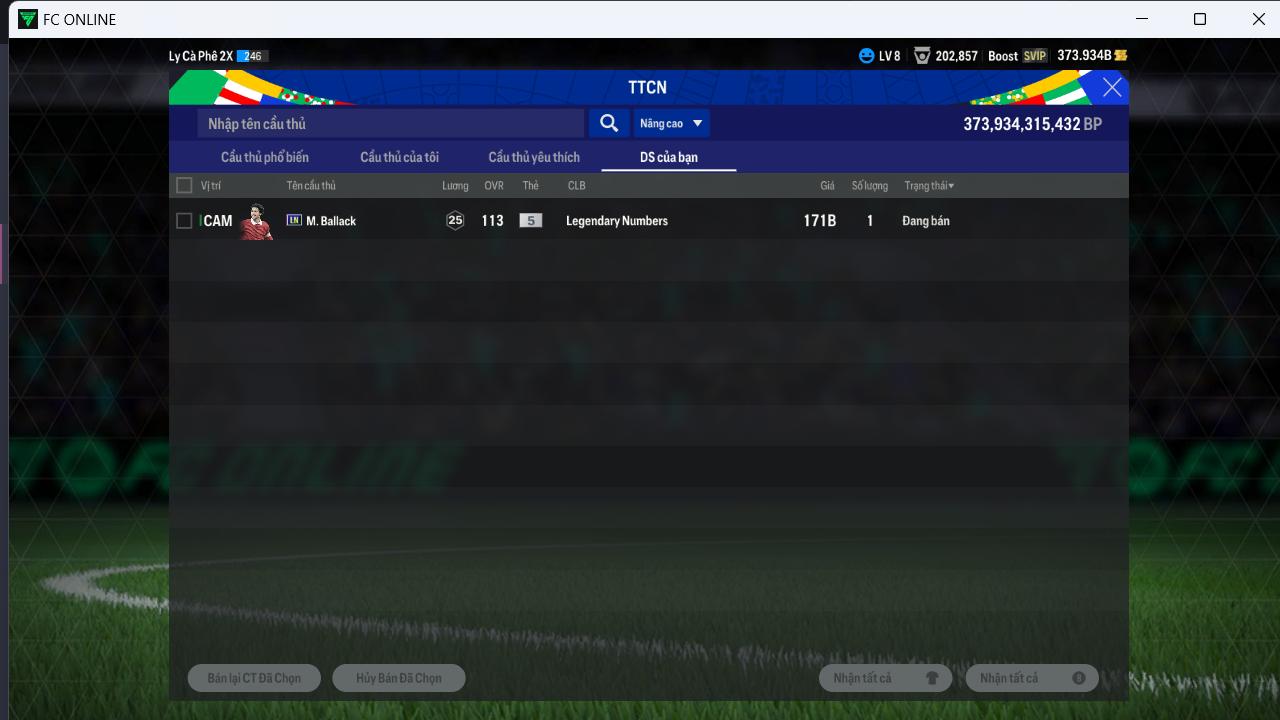 FC ONLINE
Ly Cà Phê 2X 246 LV 8 202,857 Boost SVIP 373.934B
TTCN
Nhập tên cầu thủ Nâng cao 373,934,315,432 BP
Cầu thủ phổ biến Cầu thủ của tôi Cầu thủ yêu thích DS của bạn
Vị trí Tên cầu thủ Lương OVR Thẻ CLB Giá Số lượng Trạng thái
CAM LN M. Ballack 25 113 5 Legendary Numbers 171B 1 Đang bán
FC ONLINE
Bán lại CT Đã Chọn Hủy Bán Đã Chọn Nhận tất cả Nhận tất cả